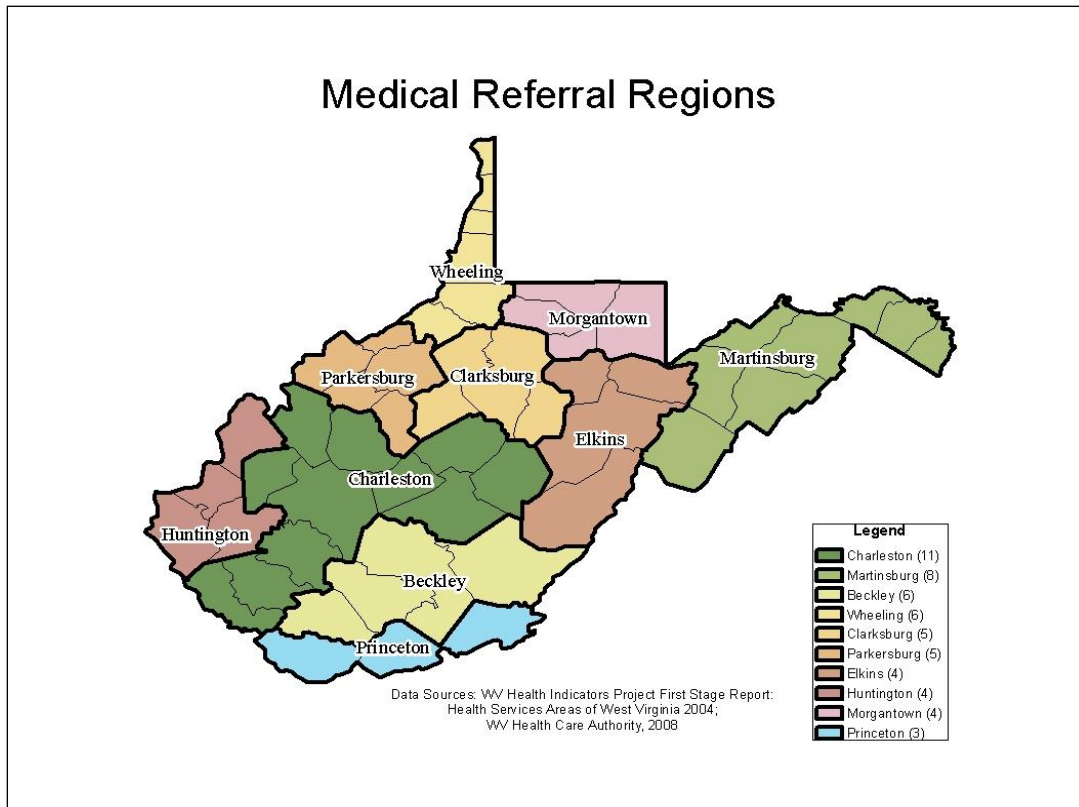 Medical Referral Regions
Wheeling
Morgantown
Martinsburg
Parkersburg
Clarksburg
Elkins
Charleston
Huntington
Beckley
Princeton
Legend
Charleston (11)
Martinsburg (8)
Beckley (6)
Wheeling (6)
Clarksburg (5)
Parkersburg (5)
Elkins (4)
Huntington (4)
Morgantown (4)
Princeton (3)
Data Sources: WV Health Indicators Project First Stage Report:
Health Services Areas of West Virginia 2004;
WV Health Care Authority, 2008